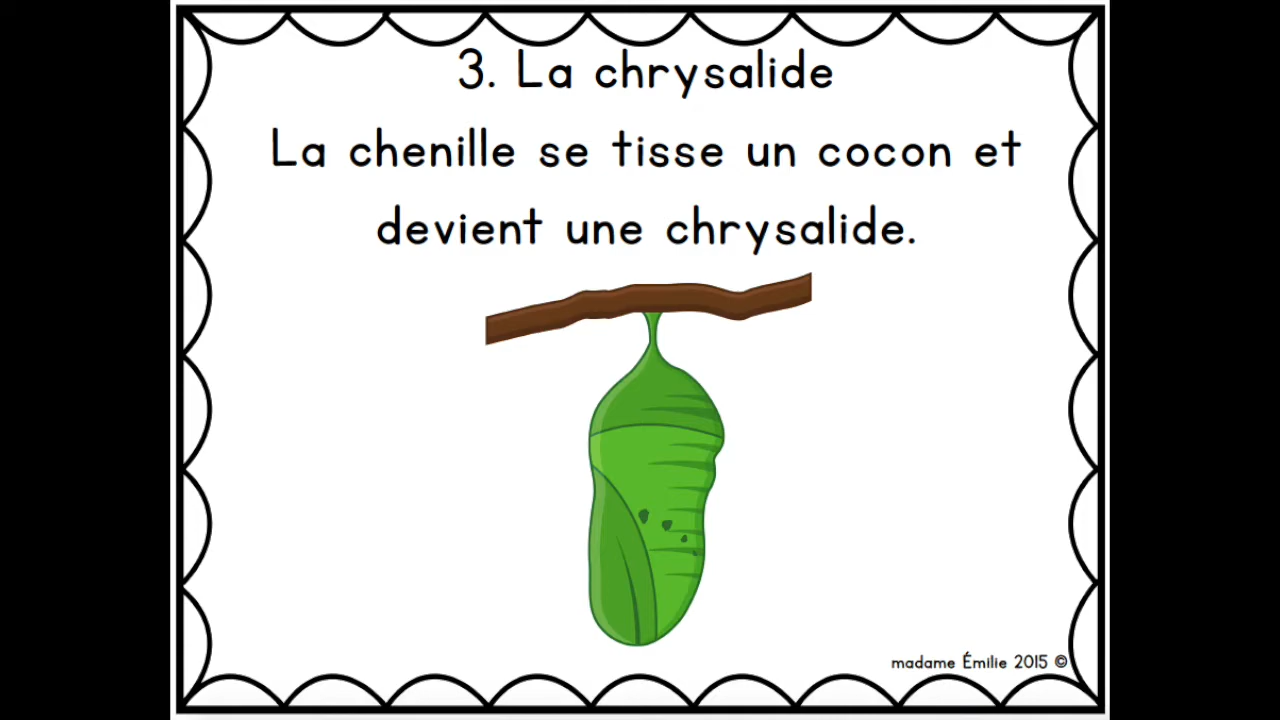 3. La chrysalide
La chenille se tisse un cocon et
devient une chrysalide.
madame Émilie 2015 ©